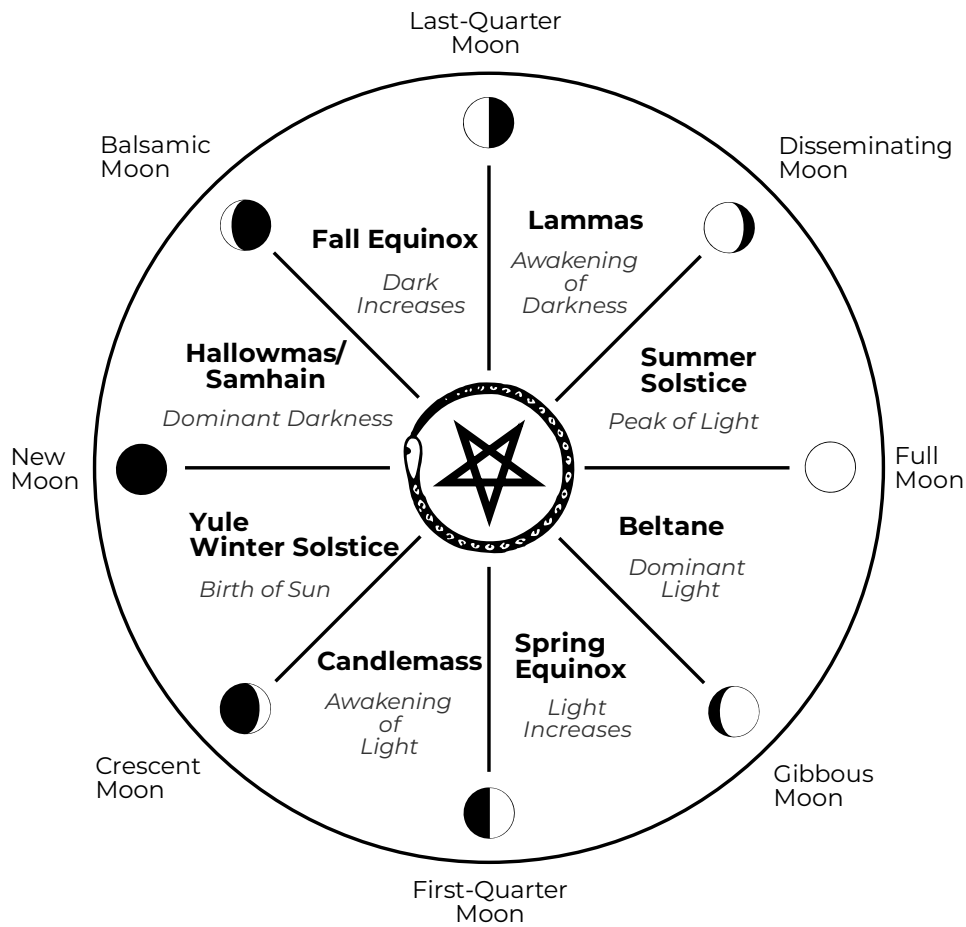 Last-Quarter
Moon
Balsamic
Moon
Disseminating
Moon
Lammas
Awakening
of
Darkness
Fall Equinox
Dark
Increases
Hallowmas/
Samhain
Dominant Darkness
Summer
Solstice
Peak of Light
New
Moon
Full
Moon
Yule
Winter Solstice
Birth of Sun
Beltane
Dominant
Light
Candlemass
Awakening
of
Light
Spring
Equinox
Light
Increases
Crescent
Moon
Gibbous
Moon
First-Quarter
Moon